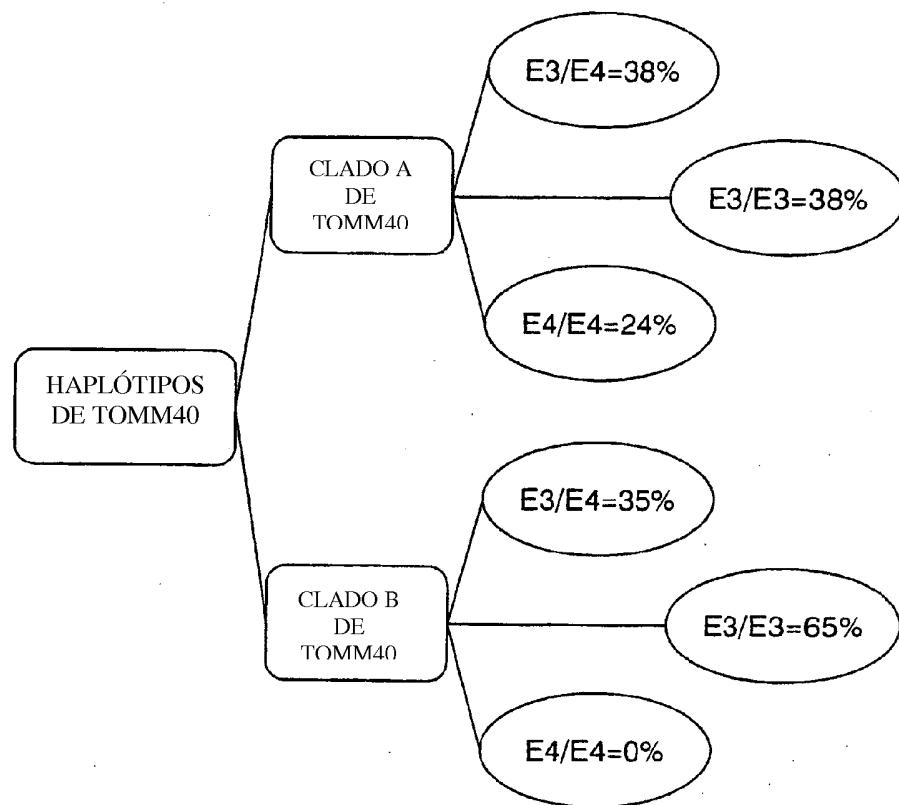 E3/E4=38%
CLADO A
DE
TOMM40
E3/E3=38%
E4/E4=24%
HAPLÓTIPOS
DE TOMM40
E3/E4=35%
CLADO B
DE
TOMM40
E3/E3=65%
E4/E4=0%